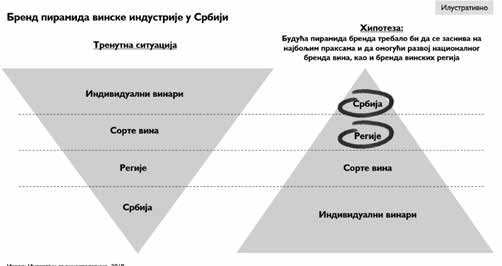 Илустративно
Бренд пирамида винске индустрије у Србији
Тренутна ситуација
Хипотеза:
Будућа пирамида бренда требало би да се заснива на
најбољим праксама и да омогући развој националног
бренда вина, као и бренда винских регија
Индивидуални винари
Сорте вина
Регије
Србија
Србија
Регије
Сорте вина
Индивидуални винари